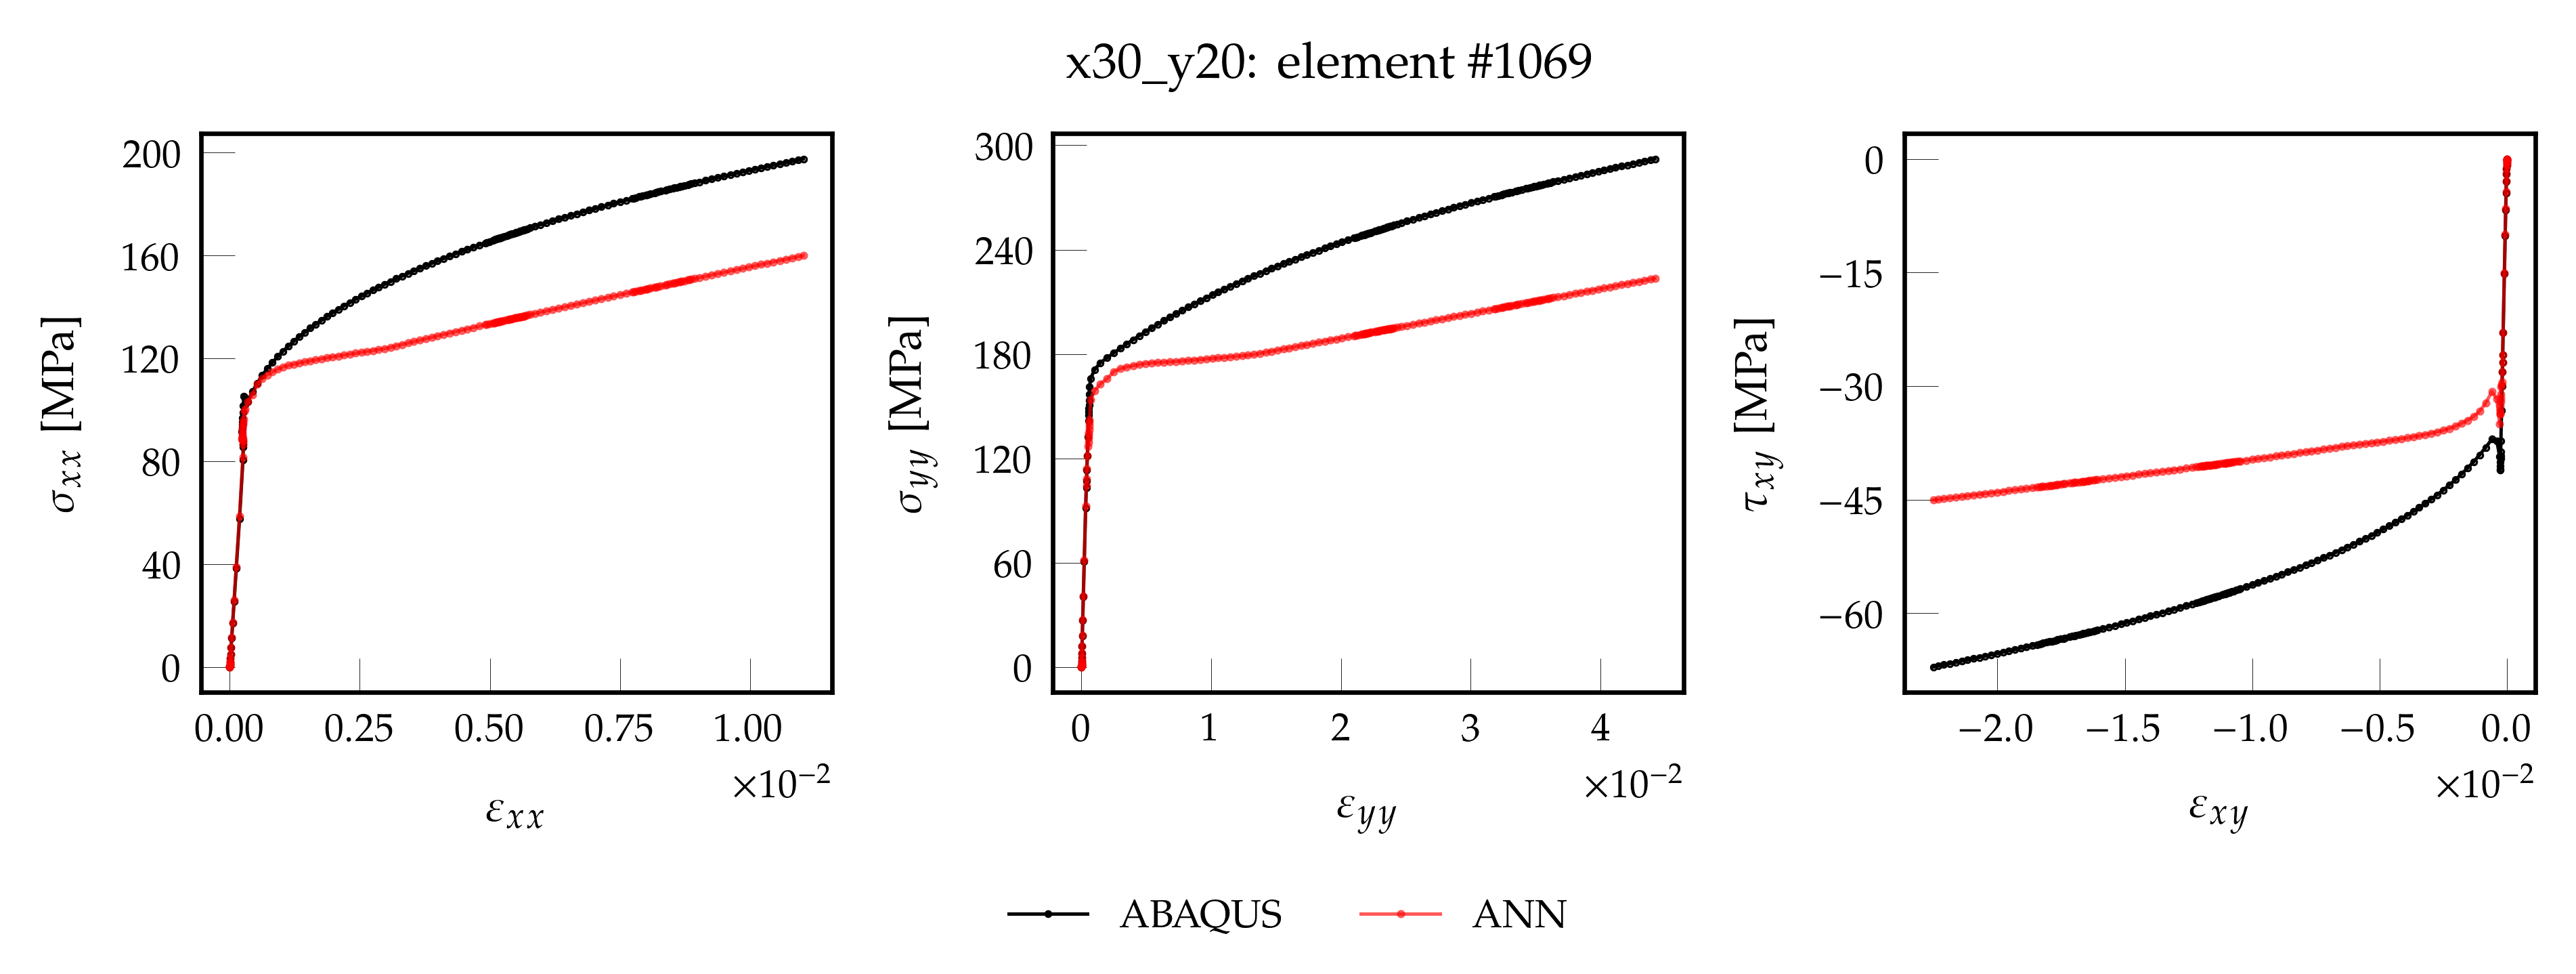 x30_y20: element #1069
σxx [MPa]
200
160
120
80
40
0
0.00 0.25 0.50 0.75 1.00
×10−2
εxx
σyy [MPa]
300
240
180
120
60
0
0 1 2 3 4
×10−2
εyy
τxy [MPa]
0
−15
−30
−45
−60
−2.0 −1.5 −1.0 −0.5 0.0
×10−2
εxy
ABAQUS ANN